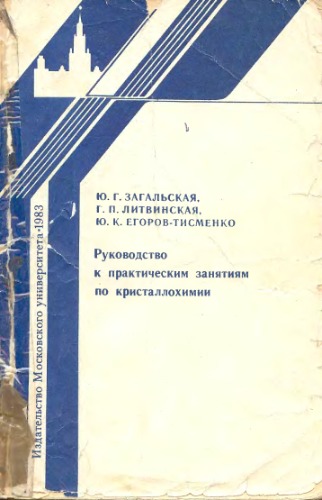 Ю. Г. ЗАГАЛЬСКАЯ,
Г. П. ЛИТВИНСКАЯ,
Ю. К. ЕГОРОВ-ТИСМЕНКО
Руководство
к практическим занятиям
по кристаллохимии
Издательство Московского университета·1983